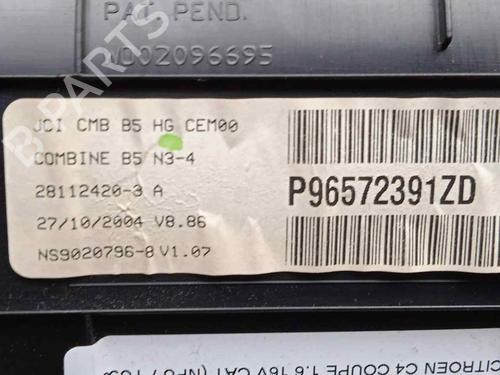 PAT PEND.
W002096695
JCI CMB B5 HG CEM00
COMBINE B5 N3-4
28112420-3 A
27/10/2004 V8.86
NS9020796-8 V1.07
P96572391ZD
B-PARTS
CITROEN C4 COUPE 1.6 16V CAT